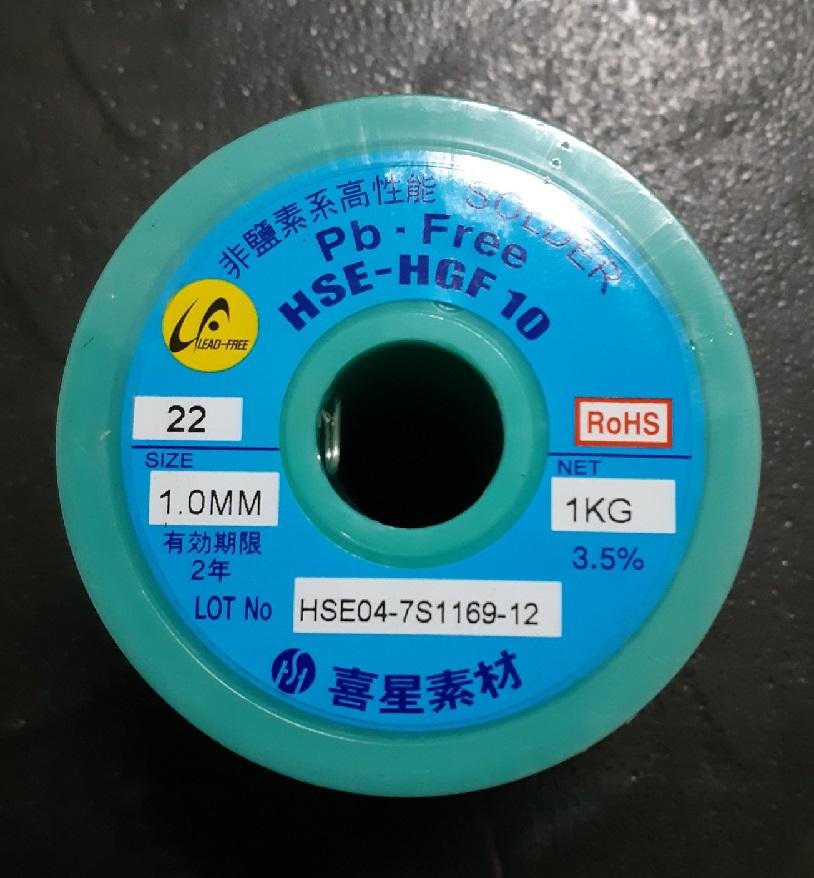 非鹽素系高性能 SOLDER
Pb·Free
HSE-HGF 10
LEAD-FREE
22
RoHS
SIZE
NET
1.0MM
1KG
有効期限
2年
3.5%
LOT No HSE04-7S1169-12
喜星素材